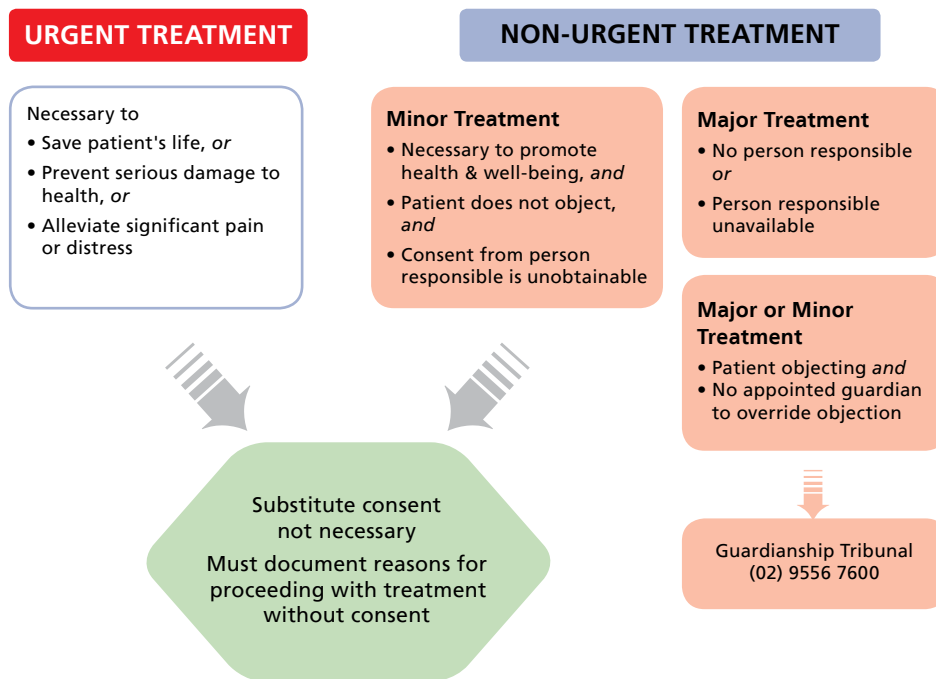 URGENT TREATMENT
NON-URGENT TREATMENT
Necessary to
• Save patient's life, or
• Prevent serious damage to
health, or
• Alleviate significant pain
or distress
Minor Treatment
• Necessary to promote
health & well-being, and
• Patient does not object,
and
• Consent from person
responsible is unobtainable
Major Treatment
• No person responsible
or
• Person responsible
unavailable
Major or Minor
Treatment
• Patient objecting and
• No appointed guardian
to override objection
Substitute consent
not necessary
Must document reasons for
proceeding with treatment
without consent
Guardianship Tribunal
(02) 9556 7600